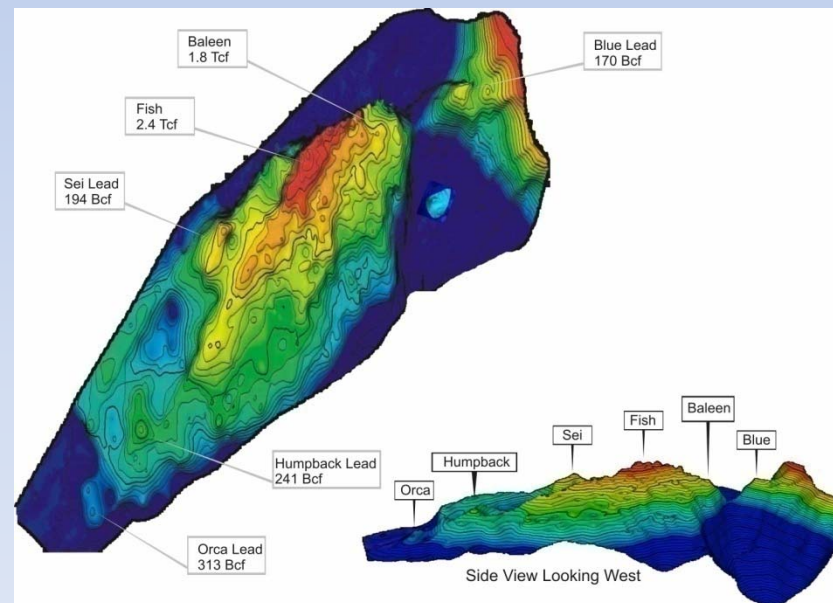 Baleen
1.8 Tcf
Blue Lead
170 Bcf
Fish
2.4 Tcf
Sei Lead
194 Bcf
Humpback Lead
241 Bcf
Orca Lead
313 Bcf
Orca
Humpback
Sei
Fish
Baleen
Blue
Side View Looking West